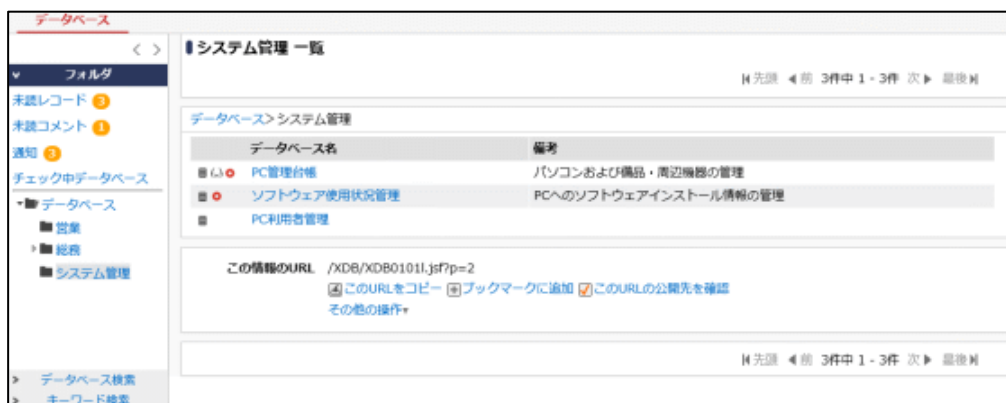 データベース
< >
システム管理 一覧
フォルダ
先頭 前 3件中 1 - 3件 次 最後
未読レコード 3
未読コメント 1
通知 3
チェック中データベース
データベース
営業
総務
システム管理
データベース>システム管理
データベース名 備考
PC管理台帳 パソコンおよび備品・周辺機器の管理
ソフトウェア使用状況管理 PCへのソフトウェアインストール情報の管理
PC利用者管理
この情報のURL /XDB/XDB0101l.jsf?p=2
このURLをコピー ブックマークに追加 このURLの公開先を確認
その他の操作
先頭 前 3件中 1 - 3件 次 最後
データベース検索
キーワード検索